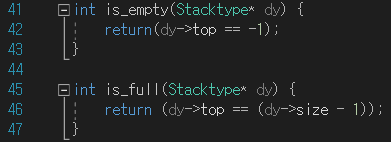 41 int is_empty(Stacktype* dy) {
42 return(dy->top == -1);
43 }
44
45 int is_full(Stacktype* dy) {
46 return (dy->top == (dy->size - 1));
47 }